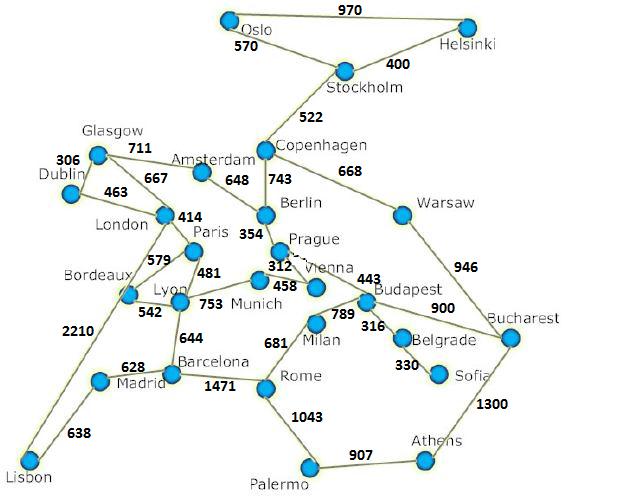 970
Oslo
Helsinki
570
400
Stockholm
522
Glasgow
711
Copenhagen
306
Amsterdam
668
Dublin
667
648
743
463
Berlin
Warsaw
London
414
354
Paris
Prague
579
312
Vienna
946
Bordeaux
481
443
Lyon
458
Budapest
542
753
Munich
900
789
Bucharest
2210
316
Milan
Belgrade
644
681
330
628
Barcelona
Madrid
1471
Rome
Sofia
638
1043
1300
Athens
907
Lisbon
Palermo